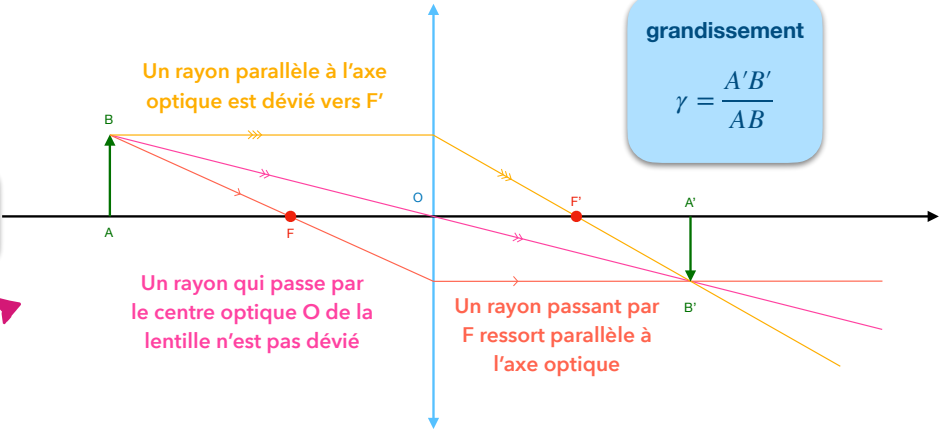 grandissement
γ = A'B' / AB
Un rayon parallèle à l'axe
optique est dévié vers F'
B
O
F'
A'
A
F
Un rayon qui passe par
le centre optique O de la
lentille n'est pas dévié
Un rayon passant par
F ressort parallèle à
l'axe optique
B'